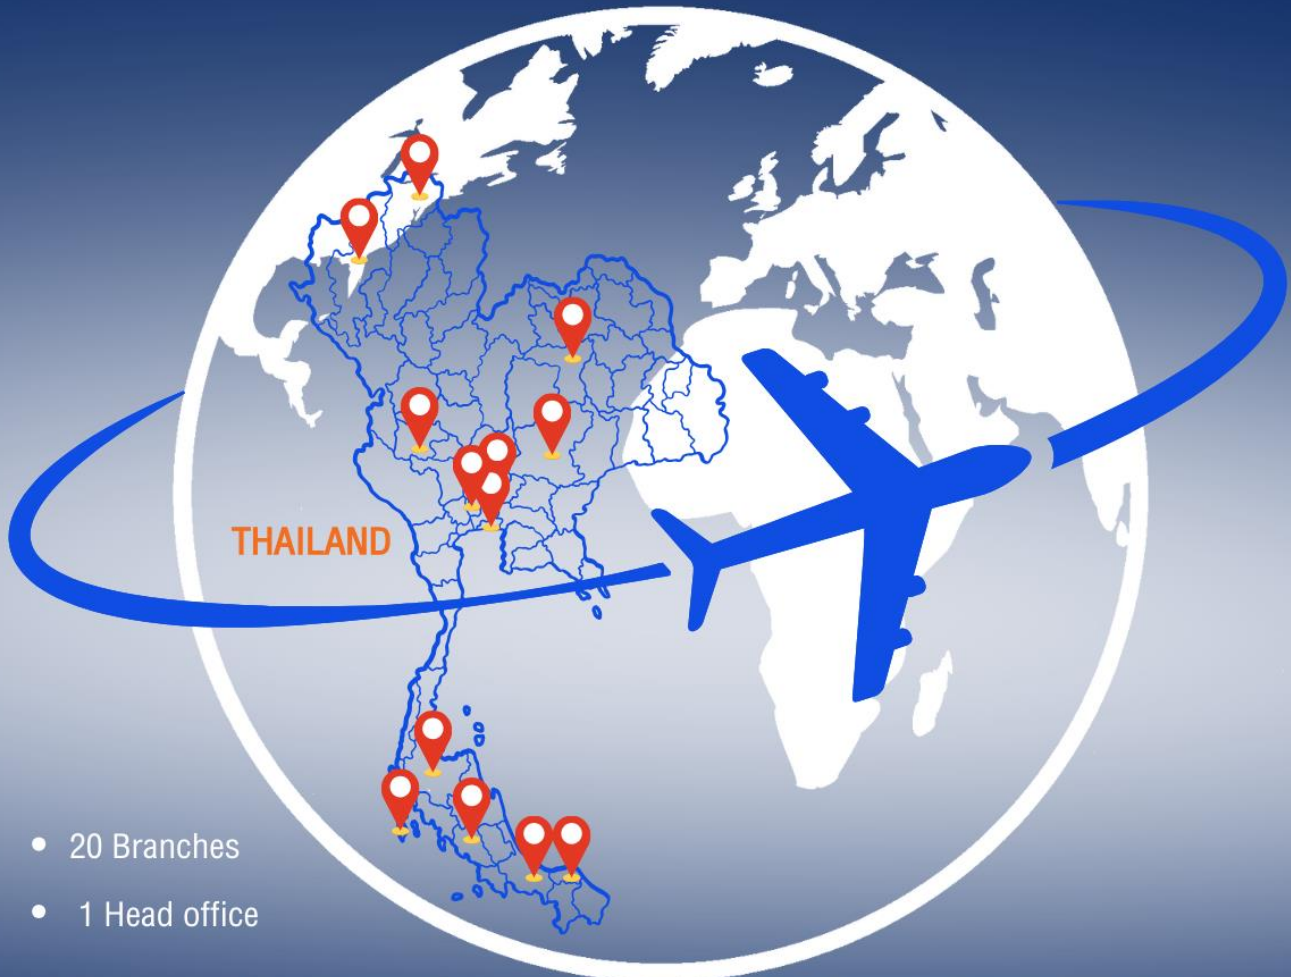 THAILAND
• 20 Branches
• 1 Head office